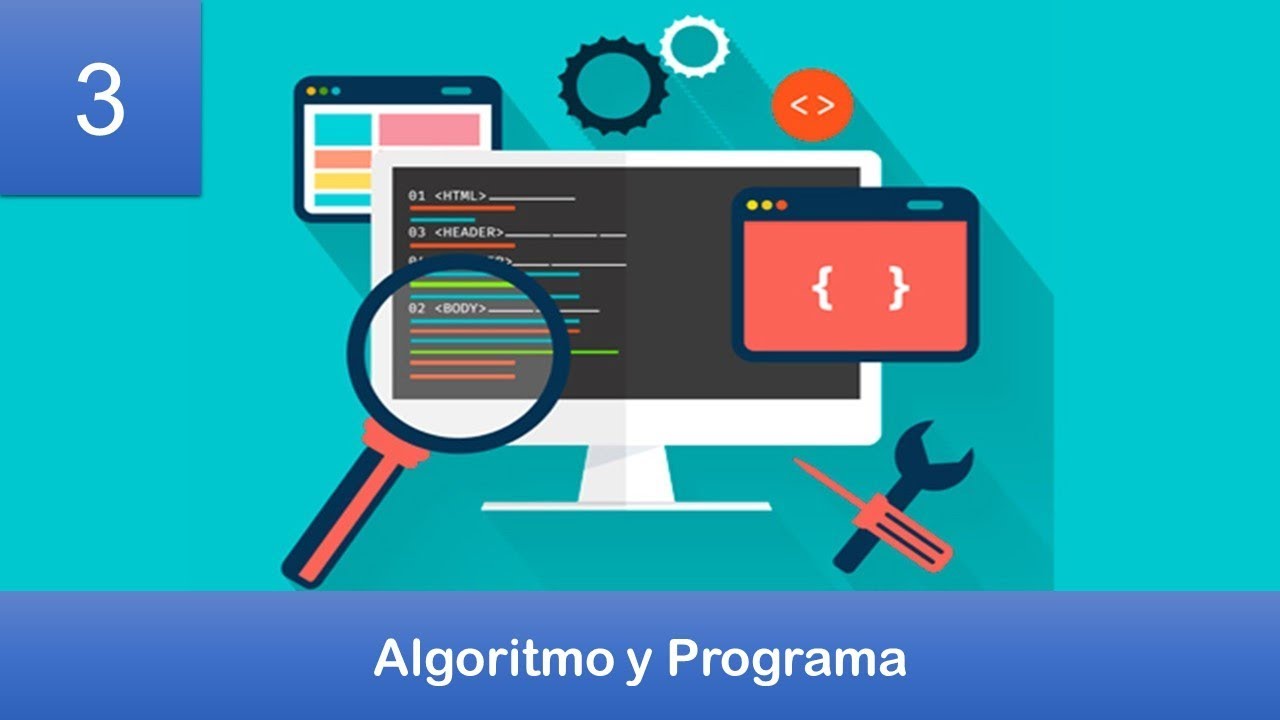 3
< >
01 <HTML>
03 <HEADER>
02 <BODY>
{ }
Algoritmo y Programa